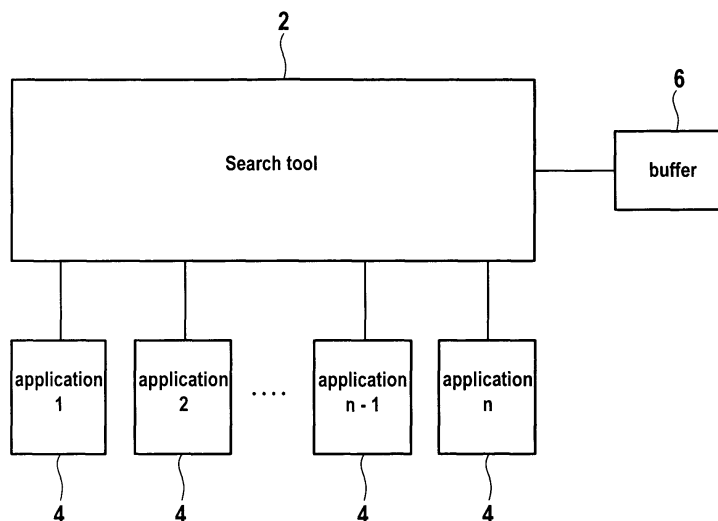 2
6
Search tool
buffer
application 1
application 2
....
application n - 1
application n
4
4
4
4